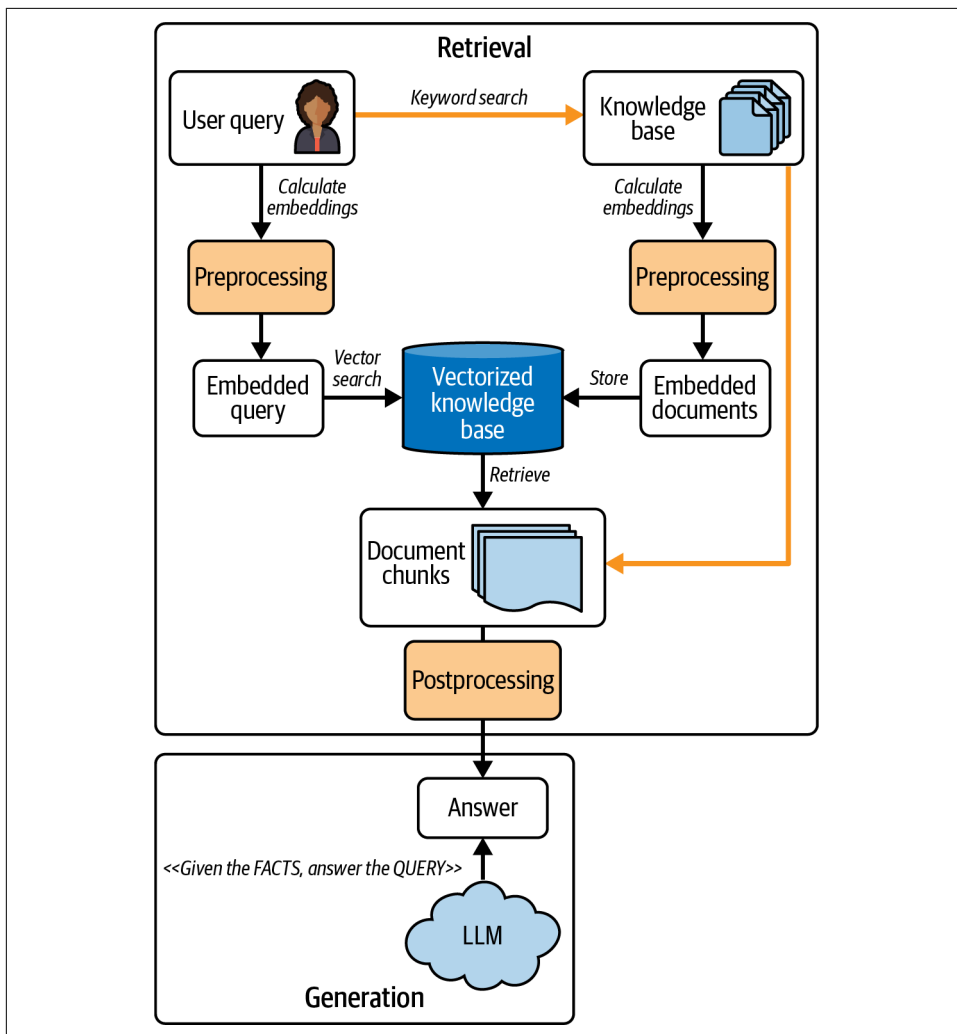 Retrieval
User query
Keyword search
Knowledge
base
Calculate
embeddings
Calculate
embeddings
Preprocessing
Preprocessing
Embedded
query
Vector
search
Vectorized
knowledge
base
Store
Embedded
documents
Retrieve
Document
chunks
Postprocessing
Answer
<<Given the FACTS, answer the QUERY>>
LLM
Generation